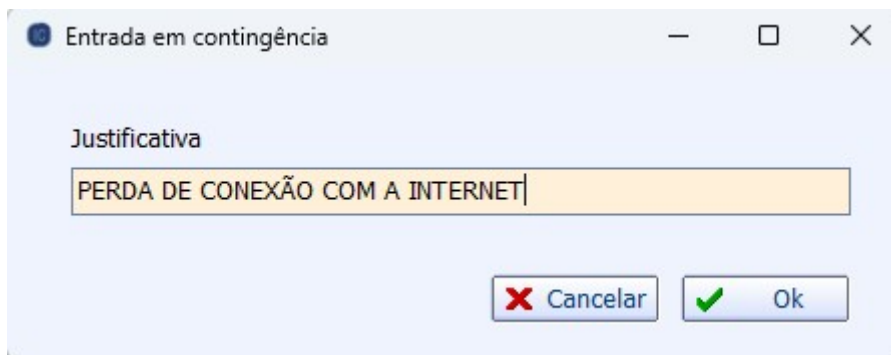 Entrada em contingência
Justificativa
PERDA DE CONEXÃO COM A INTERNET
Cancelar
Ok